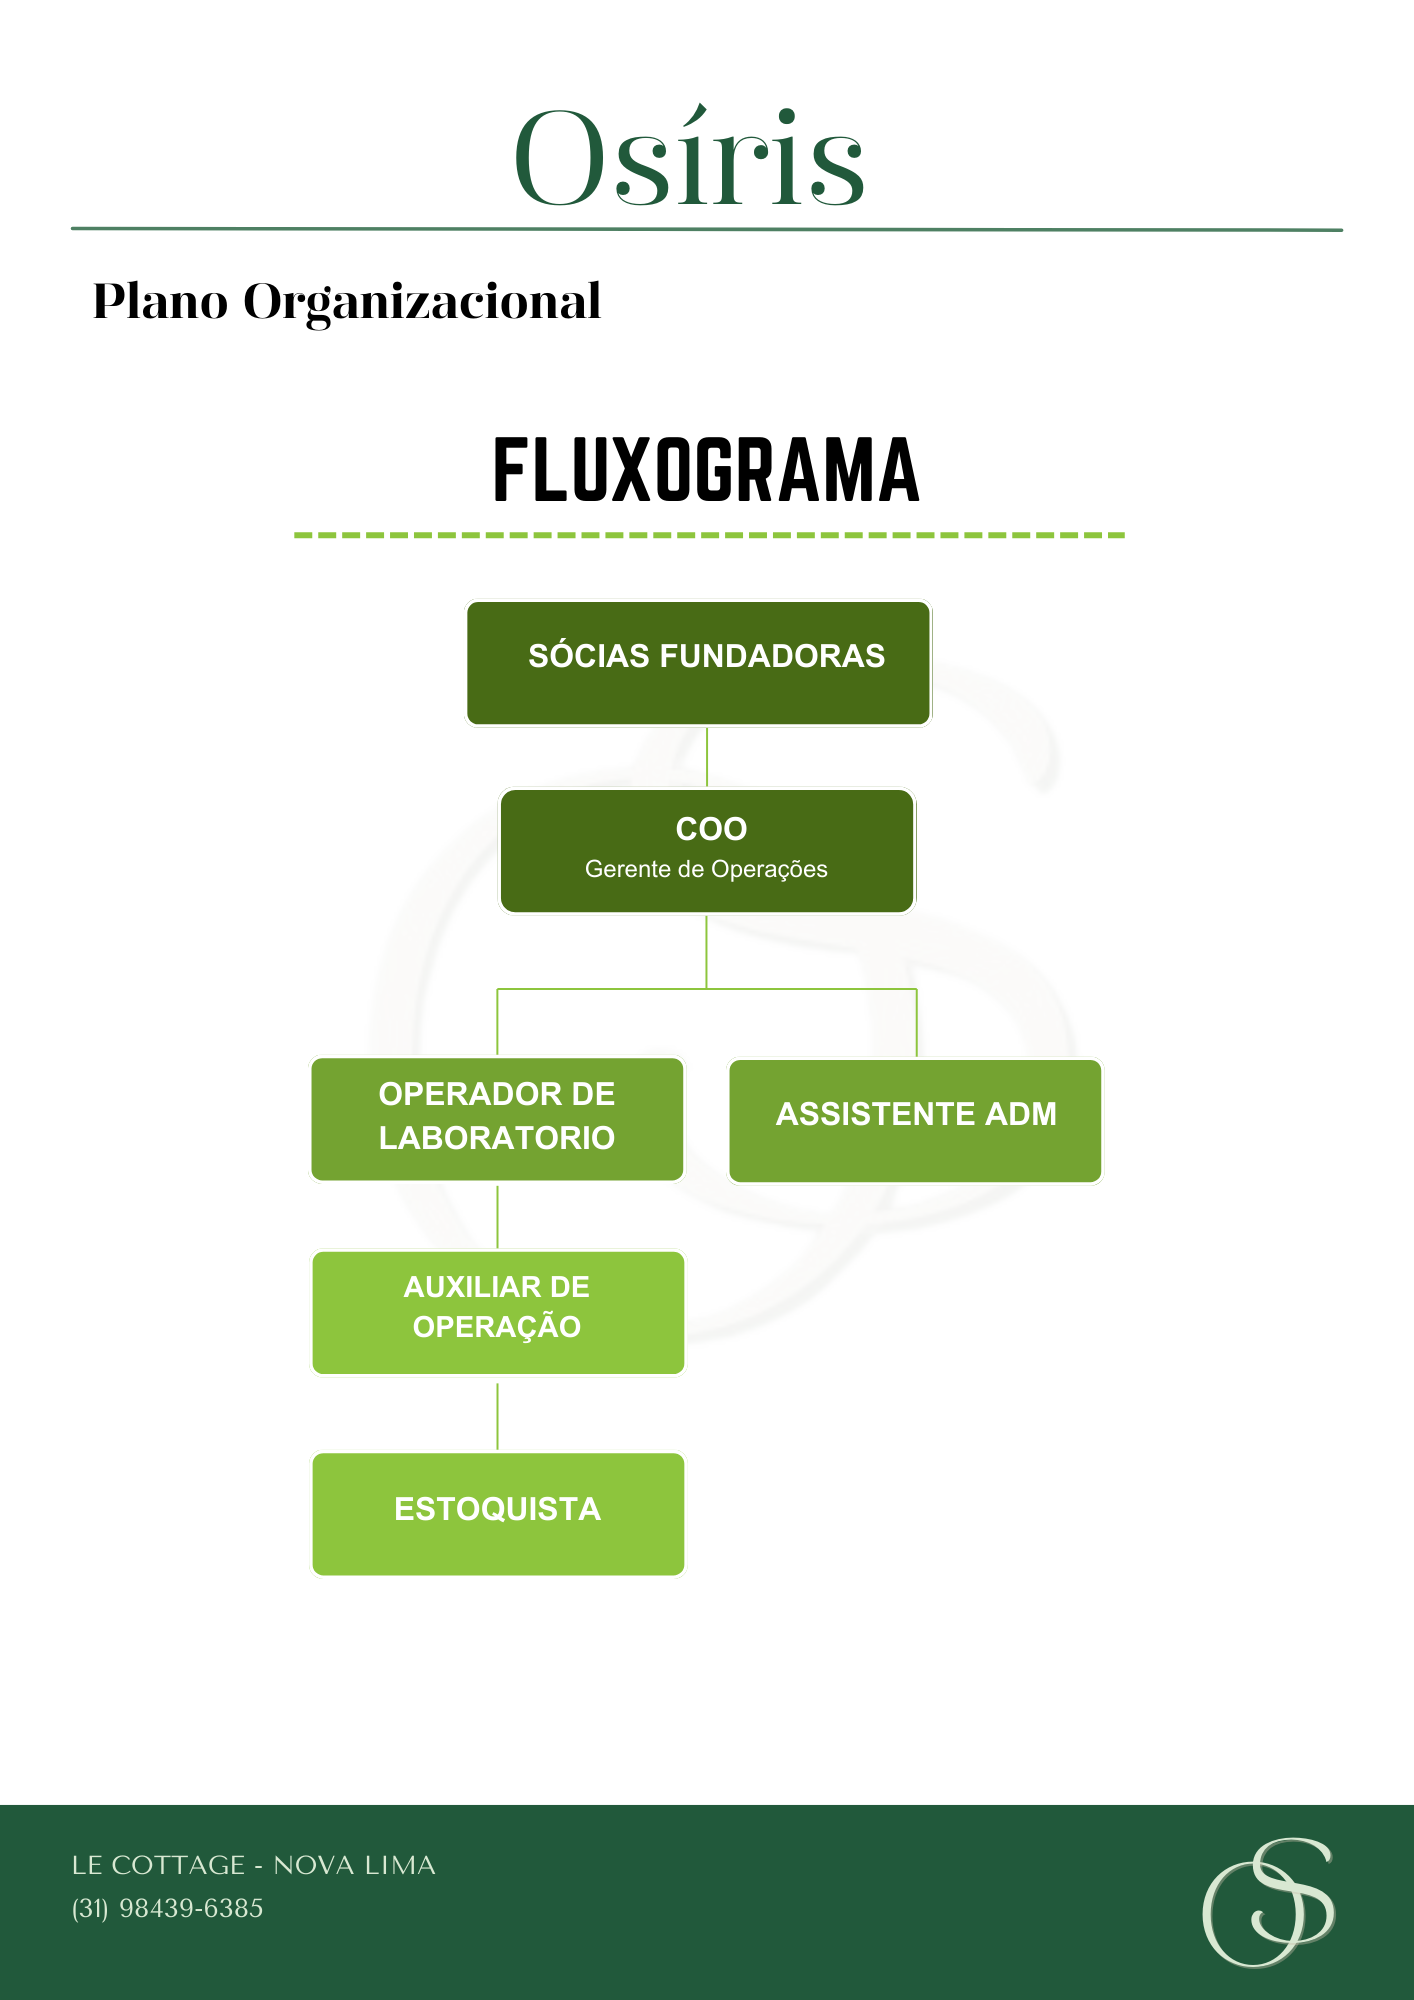 Osíris
Plano Organizacional
FLUXOGRAMA
SÓCIAS FUNDADORAS
COO
Gerente de Operações
OPERADOR DE
LABORATORIO
ASSISTENTE ADM
AUXILIAR DE
OPERAÇÃO
ESTOQUISTA
LE COTTAGE - NOVA LIMA
(31) 98439-6385
OS